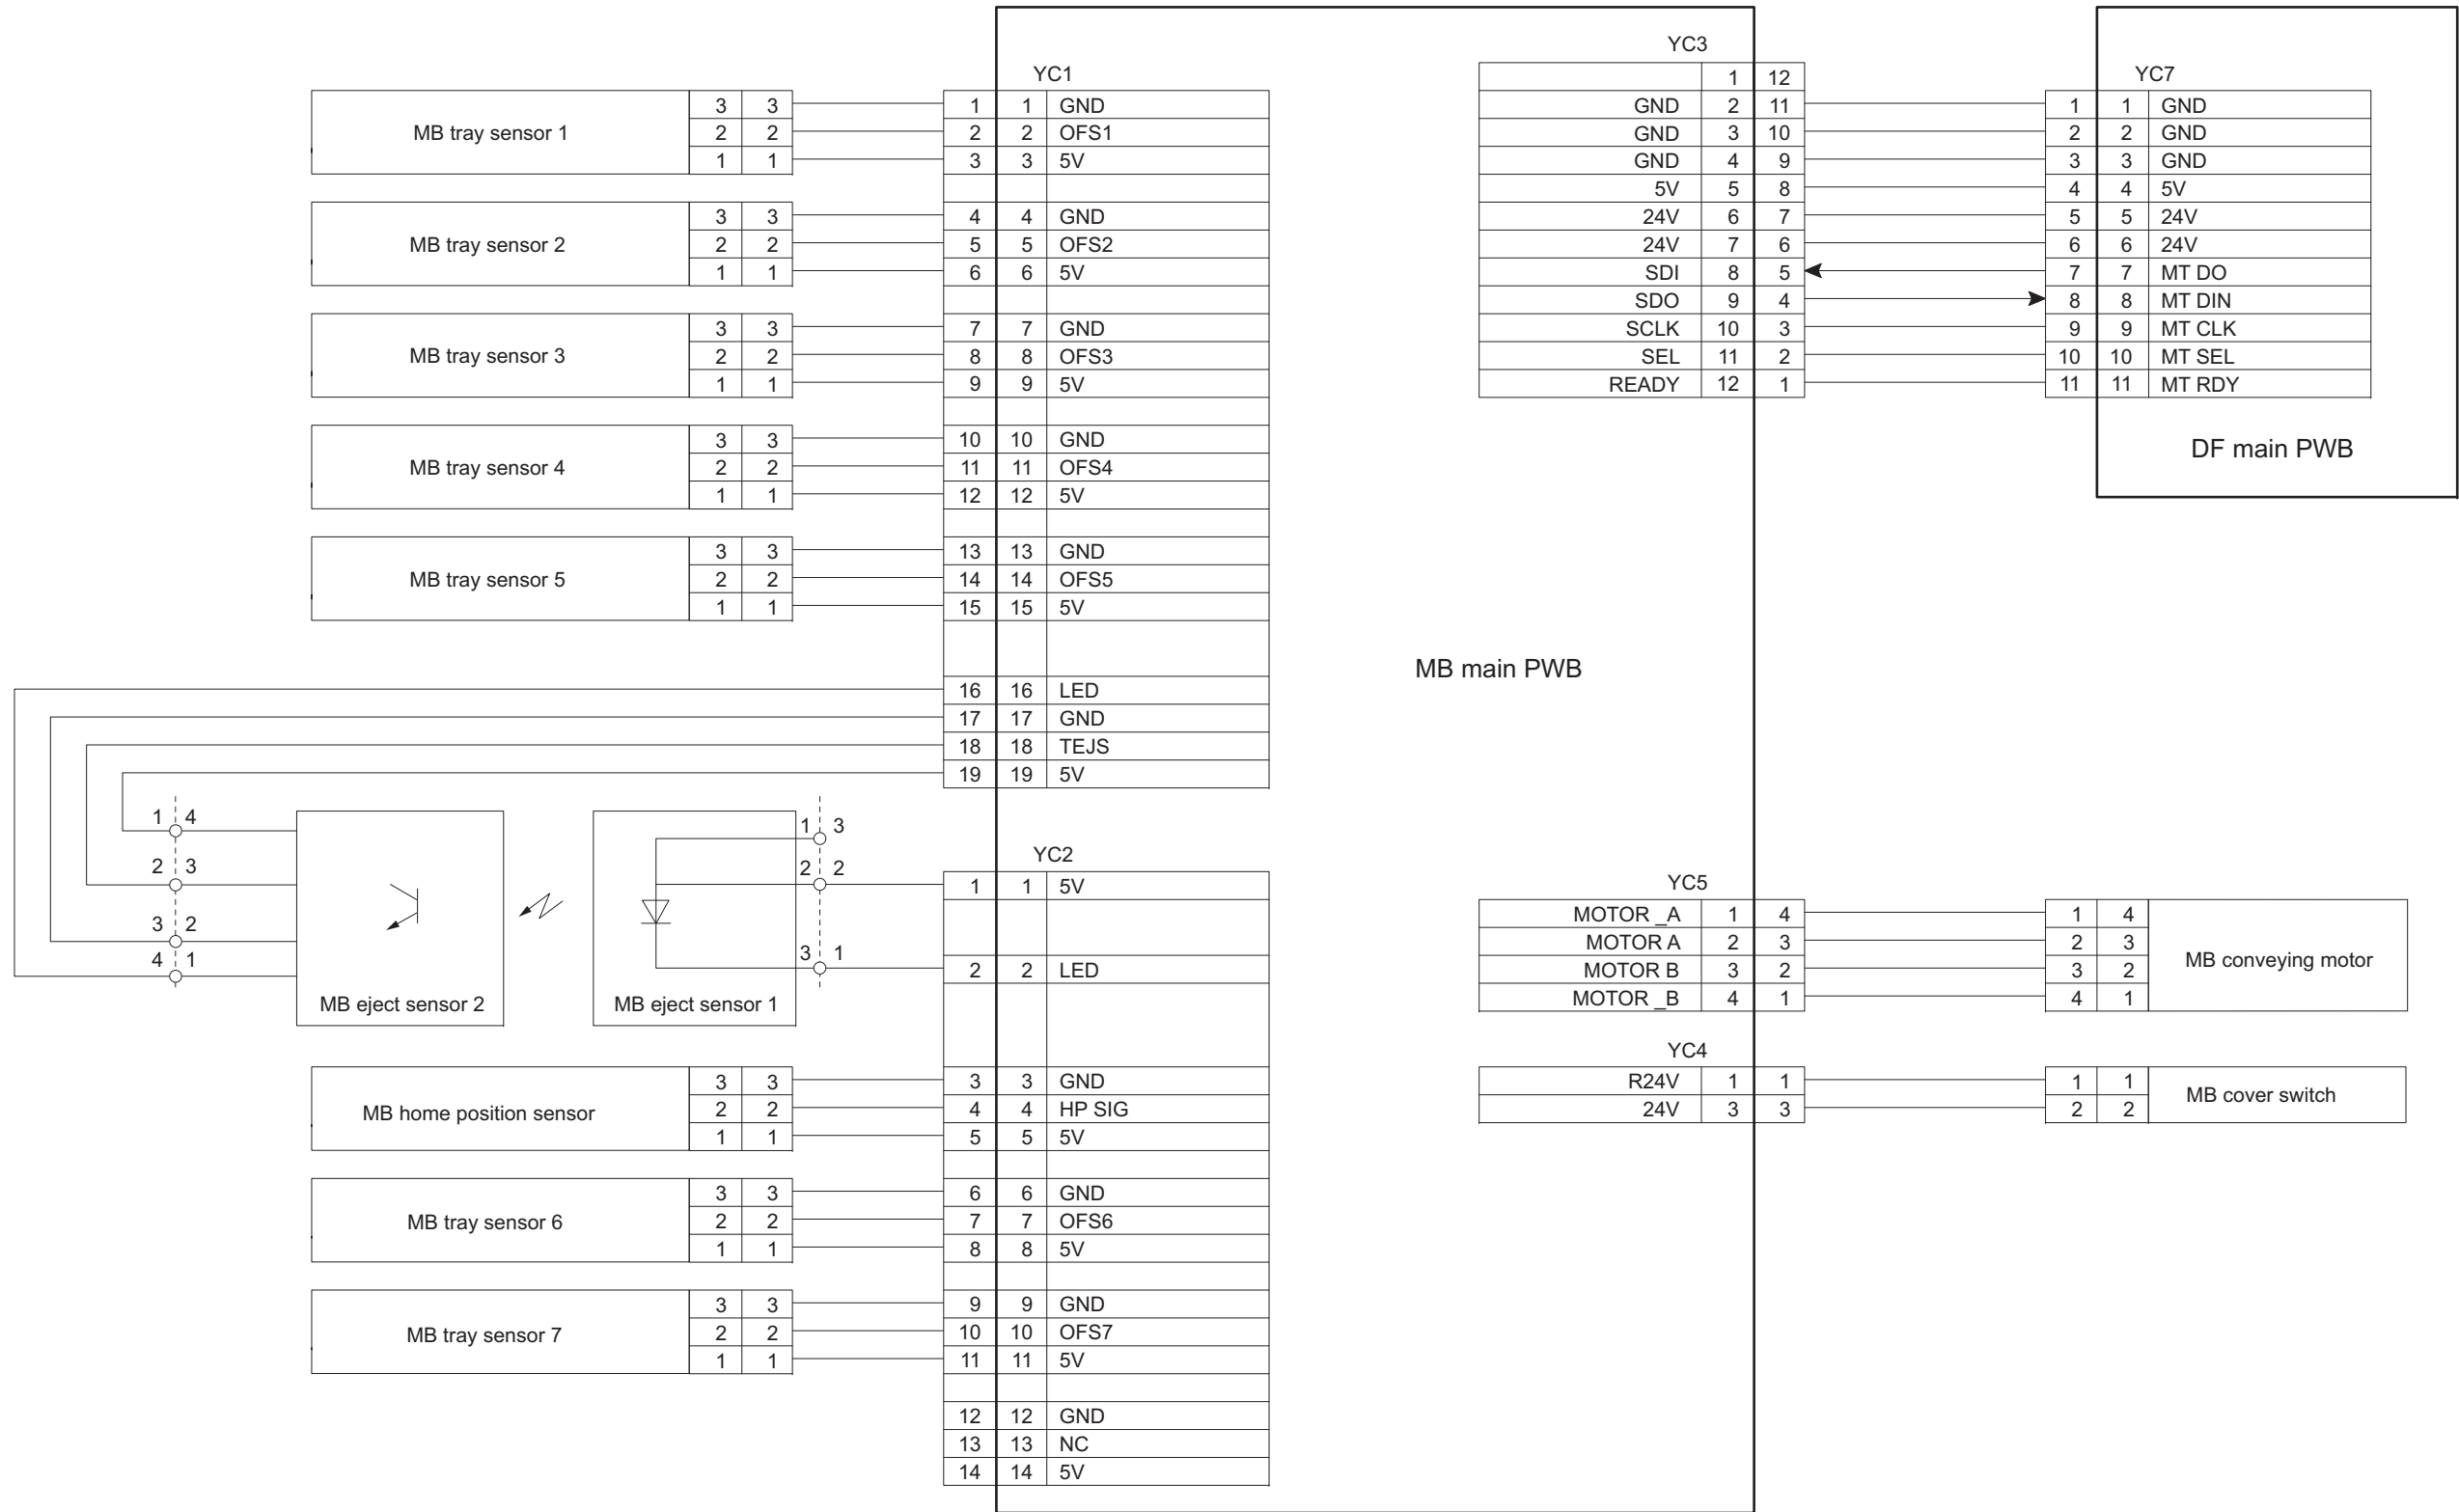 YC1
MB tray sensor 1
3 3 1 1 GND
2 2 2 2 OFS1
1 1 3 3 5V
MB tray sensor 2
3 3 4 4 GND
2 2 5 5 OFS2
1 1 6 6 5V
MB tray sensor 3
3 3 7 7 GND
2 2 8 8 OFS3
1 1 9 9 5V
MB tray sensor 4
3 3 10 10 GND
2 2 11 11 OFS4
1 1 12 12 5V
MB tray sensor 5
3 3 13 13 GND
2 2 14 14 OFS5
1 1 15 15 5V
16 16 LED
17 17 GND
18 18 TEJS
19 19 5V
1 4
2 3
3 2
4 1
MB eject sensor 2
1 3
2 2
3 1
MB eject sensor 1
YC2
1 1 5V
2 2 LED
MB home position sensor
3 3 3 3 GND
2 2 4 4 HP SIG
1 1 5 5 5V
MB tray sensor 6
3 3 6 6 GND
2 2 7 7 OFS6
1 1 8 8 5V
MB tray sensor 7
3 3 9 9 GND
2 2 10 10 OFS7
1 1 11 11 5V
12 12 GND
13 13 NC
14 14 5V
MB main PWB
YC3
YC7
1 12
GND 2 11 1 1 GND
GND 3 10 2 2 GND
GND 4 9 3 3 GND
5V 5 8 4 4 5V
24V 6 7 5 5 24V
24V 7 6 6 6 24V
SDI 8 5 7 7 MT DO
SDO 9 4 8 8 MT DIN
SCLK 10 3 9 9 MT CLK
SEL 11 2 10 10 MT SEL
READY 12 1 11 11 MT RDY
DF main PWB
YC5
MOTOR _A 1 4 1 4
MOTOR A 2 3 2 3
MOTOR B 3 2 3 2
MOTOR _B 4 1 4 1
MB conveying motor
YC4
R24V 1 1 1 1
24V 3 3 2 2
MB cover switch